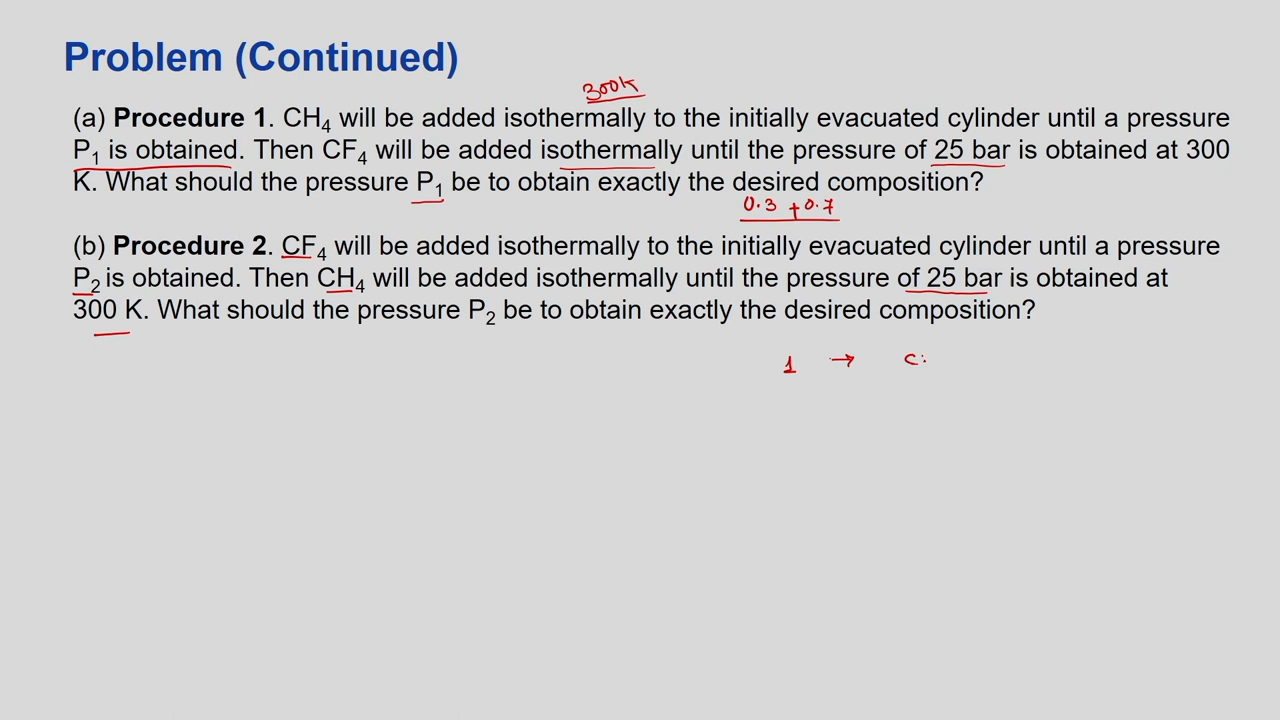 Problem (Continued)
300K
(a) Procedure 1. CH4 will be added isothermally to the initially evacuated cylinder until a pressure
P1 is obtained. Then CF4 will be added isothermally until the pressure of 25 bar is obtained at 300
K. What should the pressure P1 be to obtain exactly the desired composition?
0.3 + 0.7
(b) Procedure 2. CF4 will be added isothermally to the initially evacuated cylinder until a pressure
P2 is obtained. Then CH4 will be added isothermally until the pressure of 25 bar is obtained at
300 K. What should the pressure P2 be to obtain exactly the desired composition?
1 → c